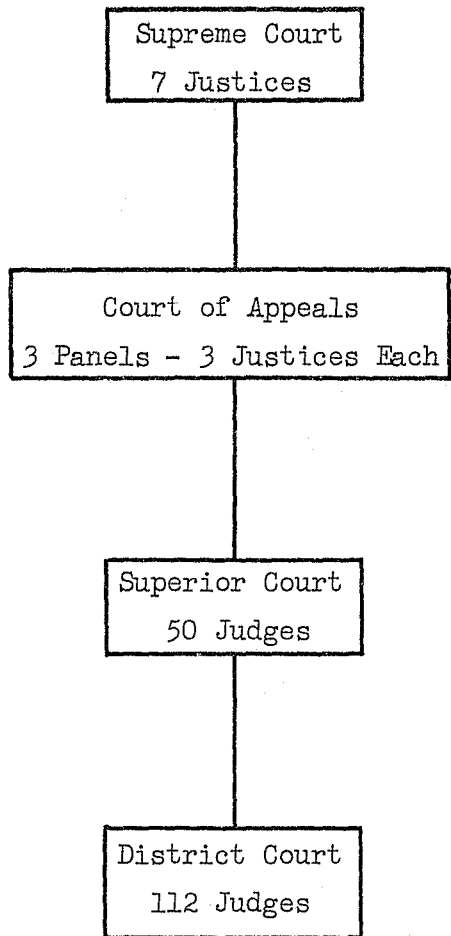 Supreme Court
7 Justices
Court of Appeals
3 Panels - 3 Justices Each
Superior Court
50 Judges
District Court
112 Judges